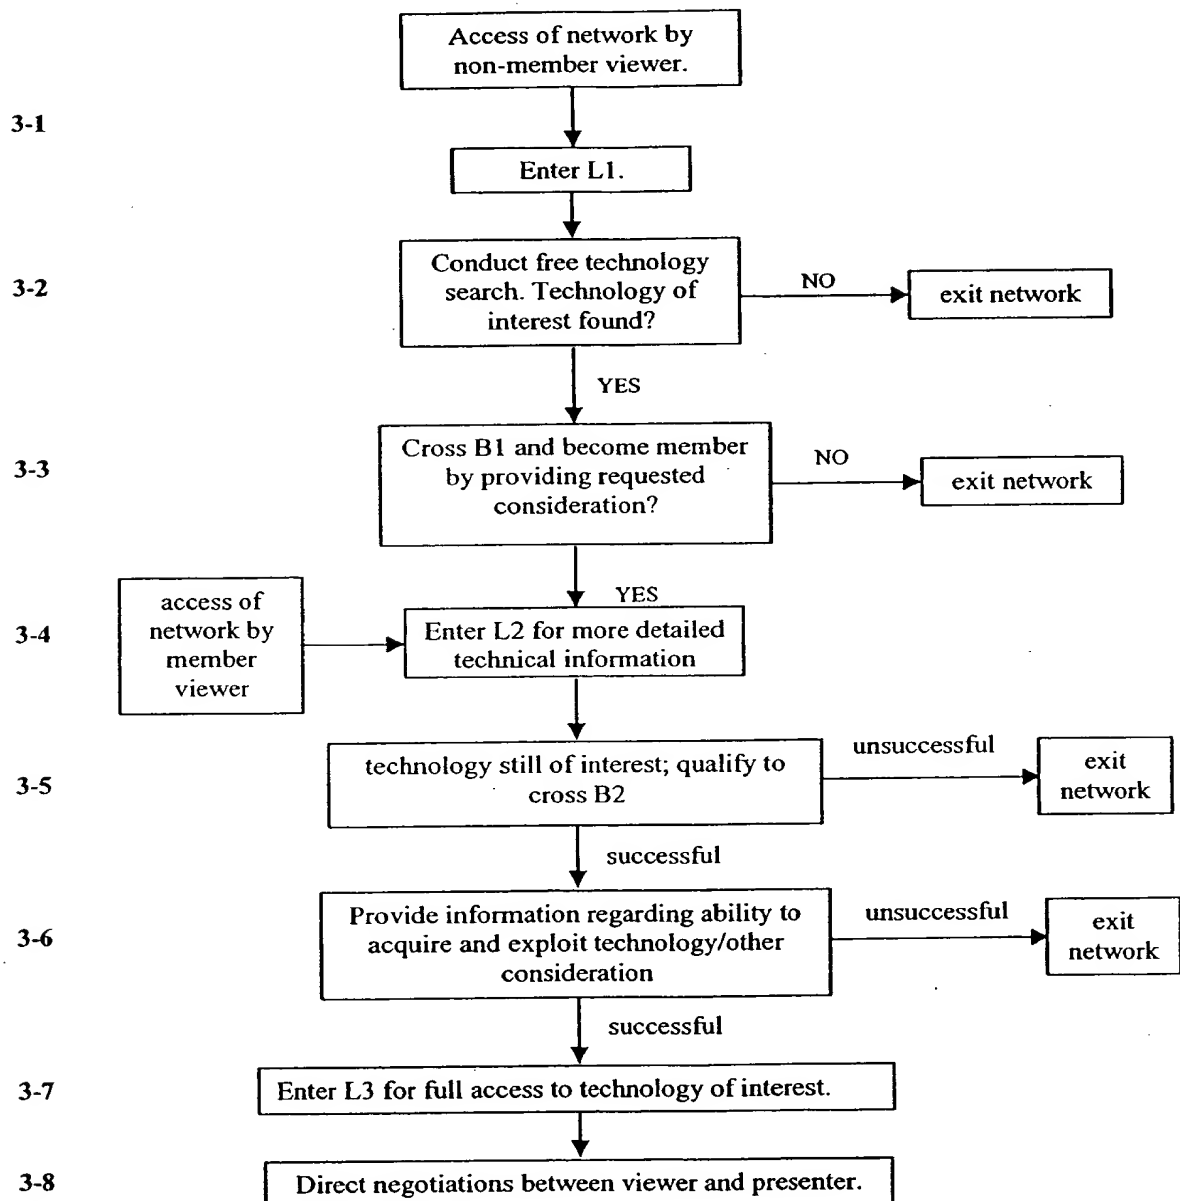 Access of network by
non-member viewer.
3-1
Enter L1.
3-2
Conduct free technology
search. Technology of
interest found?
NO
exit network
YES
3-3
Cross B1 and become member
by providing requested
consideration?
NO
exit network
YES
3-4
access of
network by
member
viewer
Enter L2 for more detailed
technical information
3-5
technology still of interest; qualify to
cross B2
unsuccessful
exit
network
successful
3-6
Provide information regarding ability to
acquire and exploit technology/other
consideration
unsuccessful
exit
network
successful
3-7
Enter L3 for full access to technology of interest.
3-8
Direct negotiations between viewer and presenter.